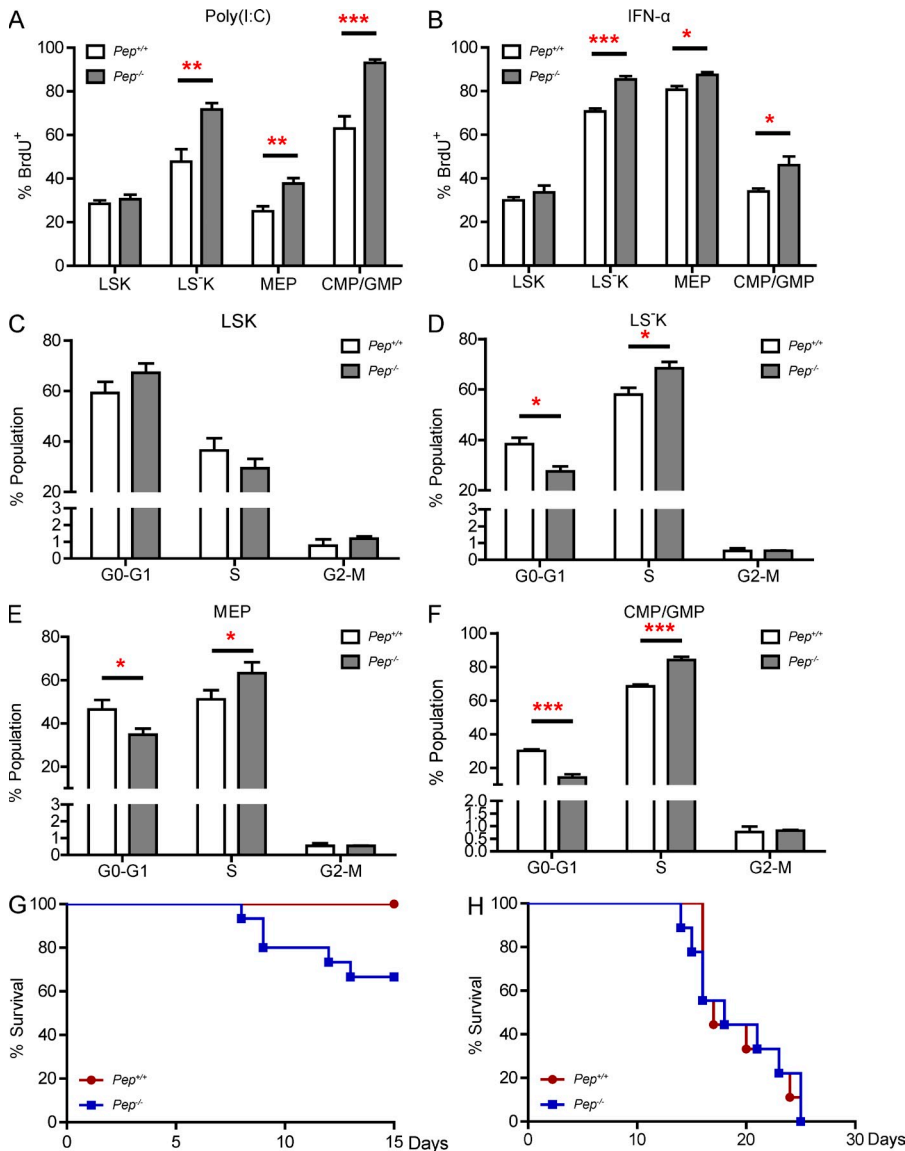 A
Poly(I:C)
% BrdU+
100
80
60
40
20
0
Pep+/+
Pep-/-
**
**
***
LSK
LS-K
MEP
CMP/GMP
B
IFN-α
% BrdU+
100
80
60
40
20
0
Pep+/+
Pep-/-
***
*
*
LSK
LS-K
MEP
CMP/GMP
C
LSK
% Population
80
60
40
20
3
2
1
0
Pep+/+
Pep-/-
G0-G1
S
G2-M
D
LS-K
% Population
80
60
40
20
3
2
1
0
Pep+/+
Pep-/-
*
*
G0-G1
S
G2-M
E
MEP
% Population
80
60
40
20
3
2
1
0
Pep+/+
Pep-/-
*
*
G0-G1
S
G2-M
F
CMP/GMP
% Population
100
80
60
40
20
2.0
1.5
1.0
0.5
0.0
Pep+/+
Pep-/-
***
***
G0-G1
S
G2-M
G
% Survival
100
80
60
40
20
0
Pep+/+
Pep-/-
0
5
10
15
Days
H
% Survival
100
80
60
40
20
0
Pep+/+
Pep-/-
0
10
20
30
Days